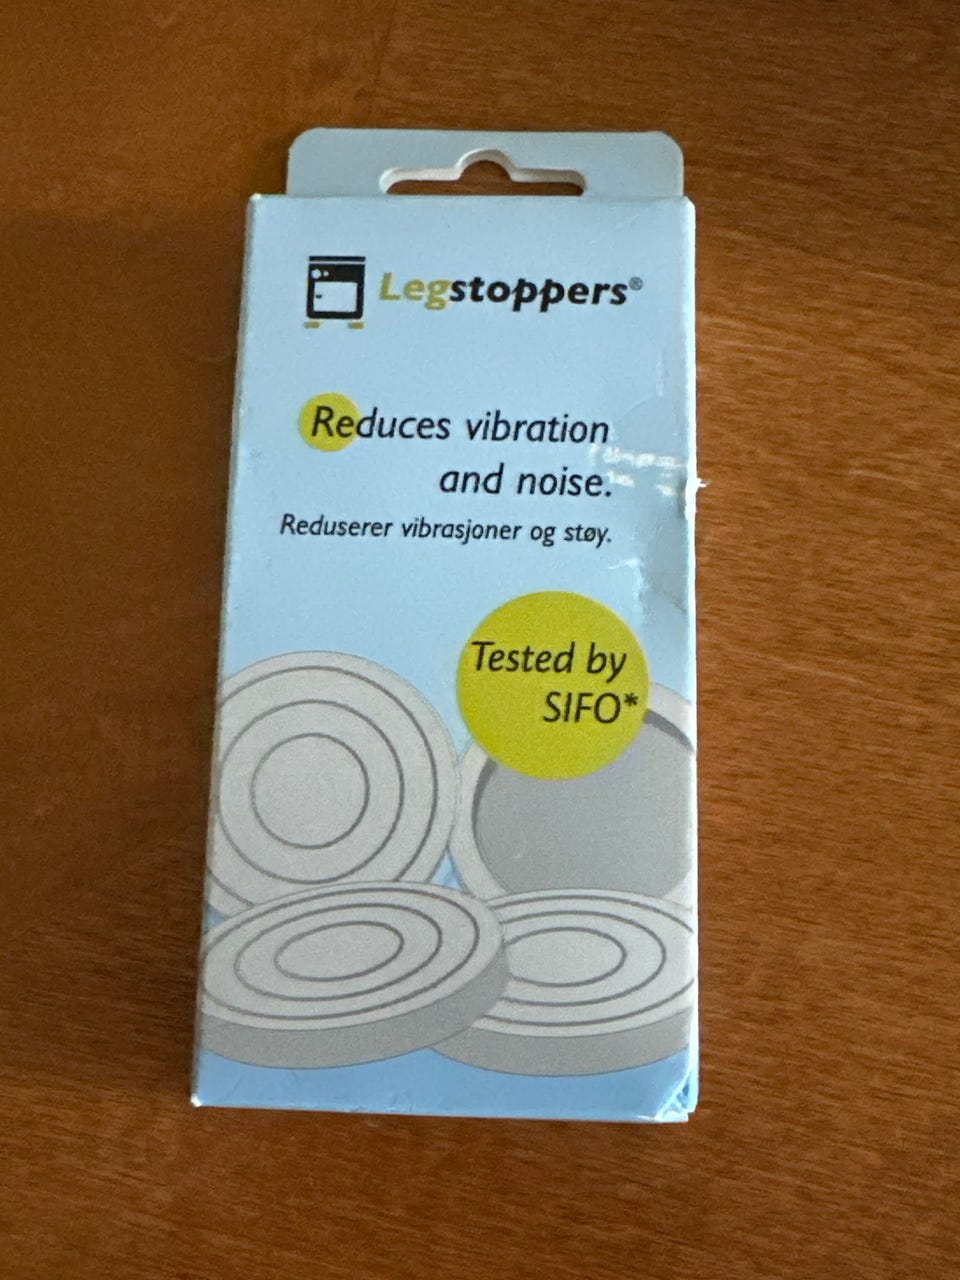 Legstoppers®
Reduces vibration
and noise.
Reduserer vibrasjoner og støy.
Tested by
SIFO*